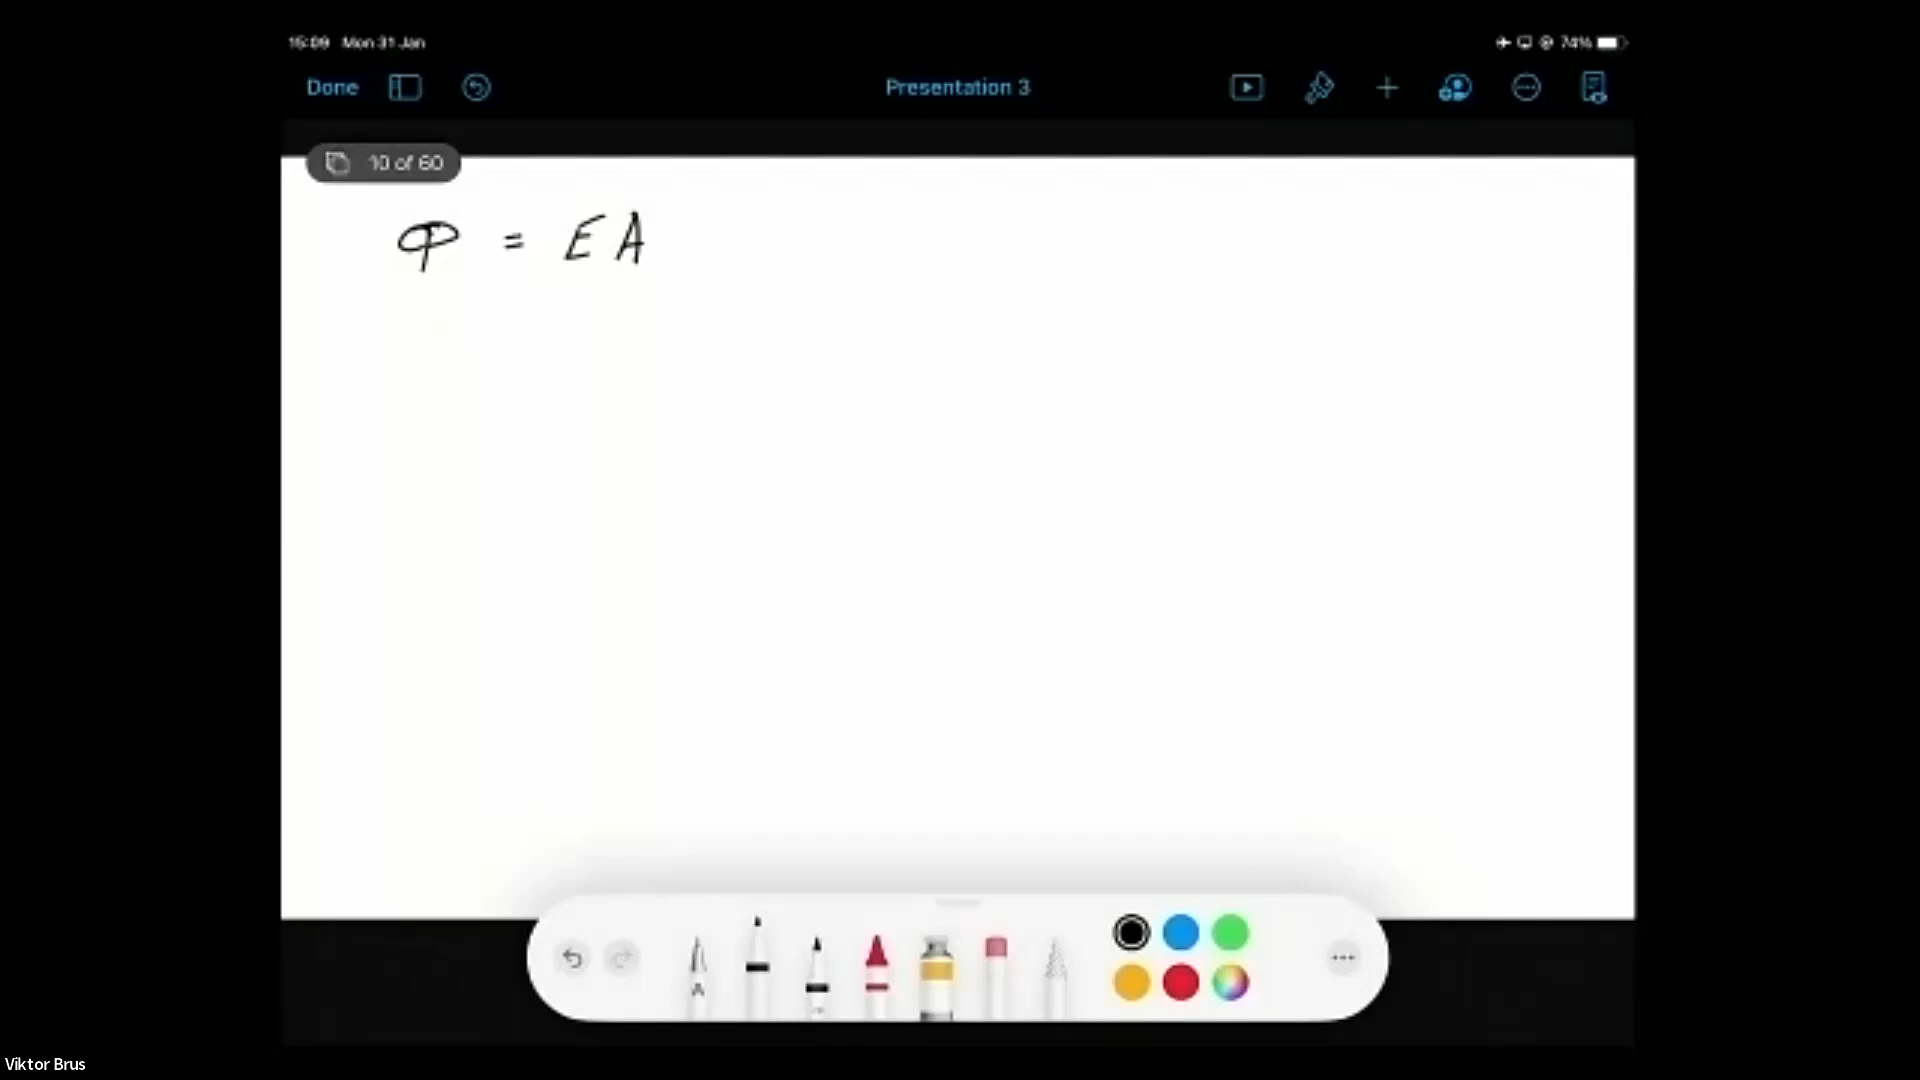 15:09 Mon 31 Jan
74%
Done
Presentation 3
10 of 60
Φ = E A
A
Viktor Brus